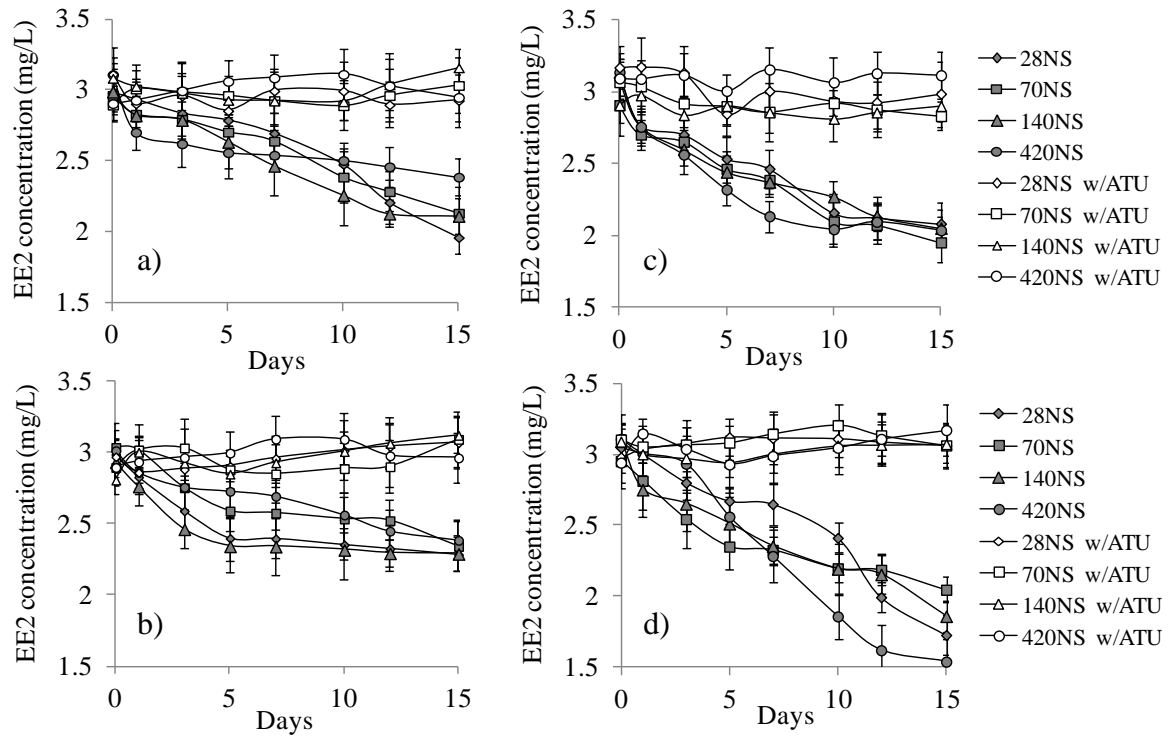 EE2 concentration (mg/L)
3.5
3
2.5
2
1.5
a)
0 5 10 15
Days
EE2 concentration (mg/L)
3.5
3
2.5
2
1.5
c)
0 5 10 15
Days
28NS
70NS
140NS
420NS
28NS w/ATU
70NS w/ATU
140NS w/ATU
420NS w/ATU
EE2 concentration (mg/L)
3.5
3
2.5
2
1.5
b)
0 5 10 15
Days
EE2 concentration (mg/L)
3.5
3
2.5
2
1.5
d)
0 5 10 15
Days
28NS
70NS
140NS
420NS
28NS w/ATU
70NS w/ATU
140NS w/ATU
420NS w/ATU